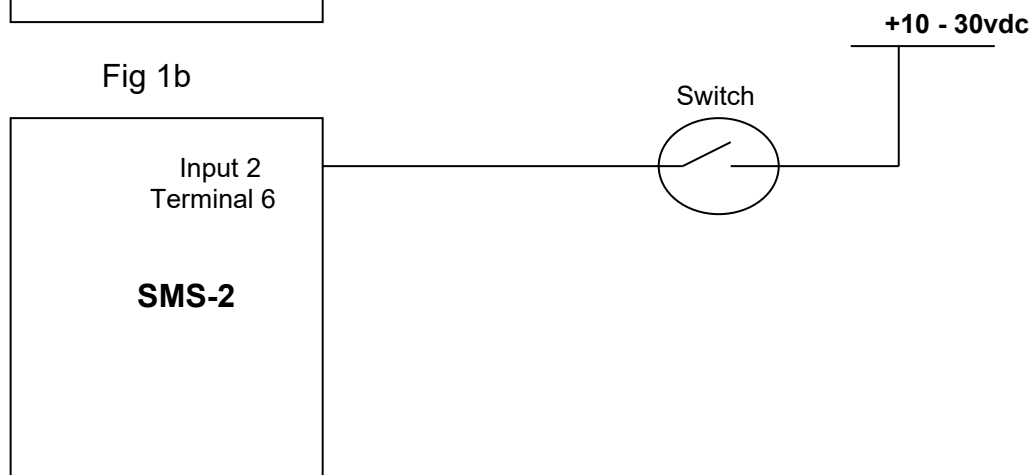 +10 - 30vdc
Fig 1b
Switch
Input 2
Terminal 6
SMS-2